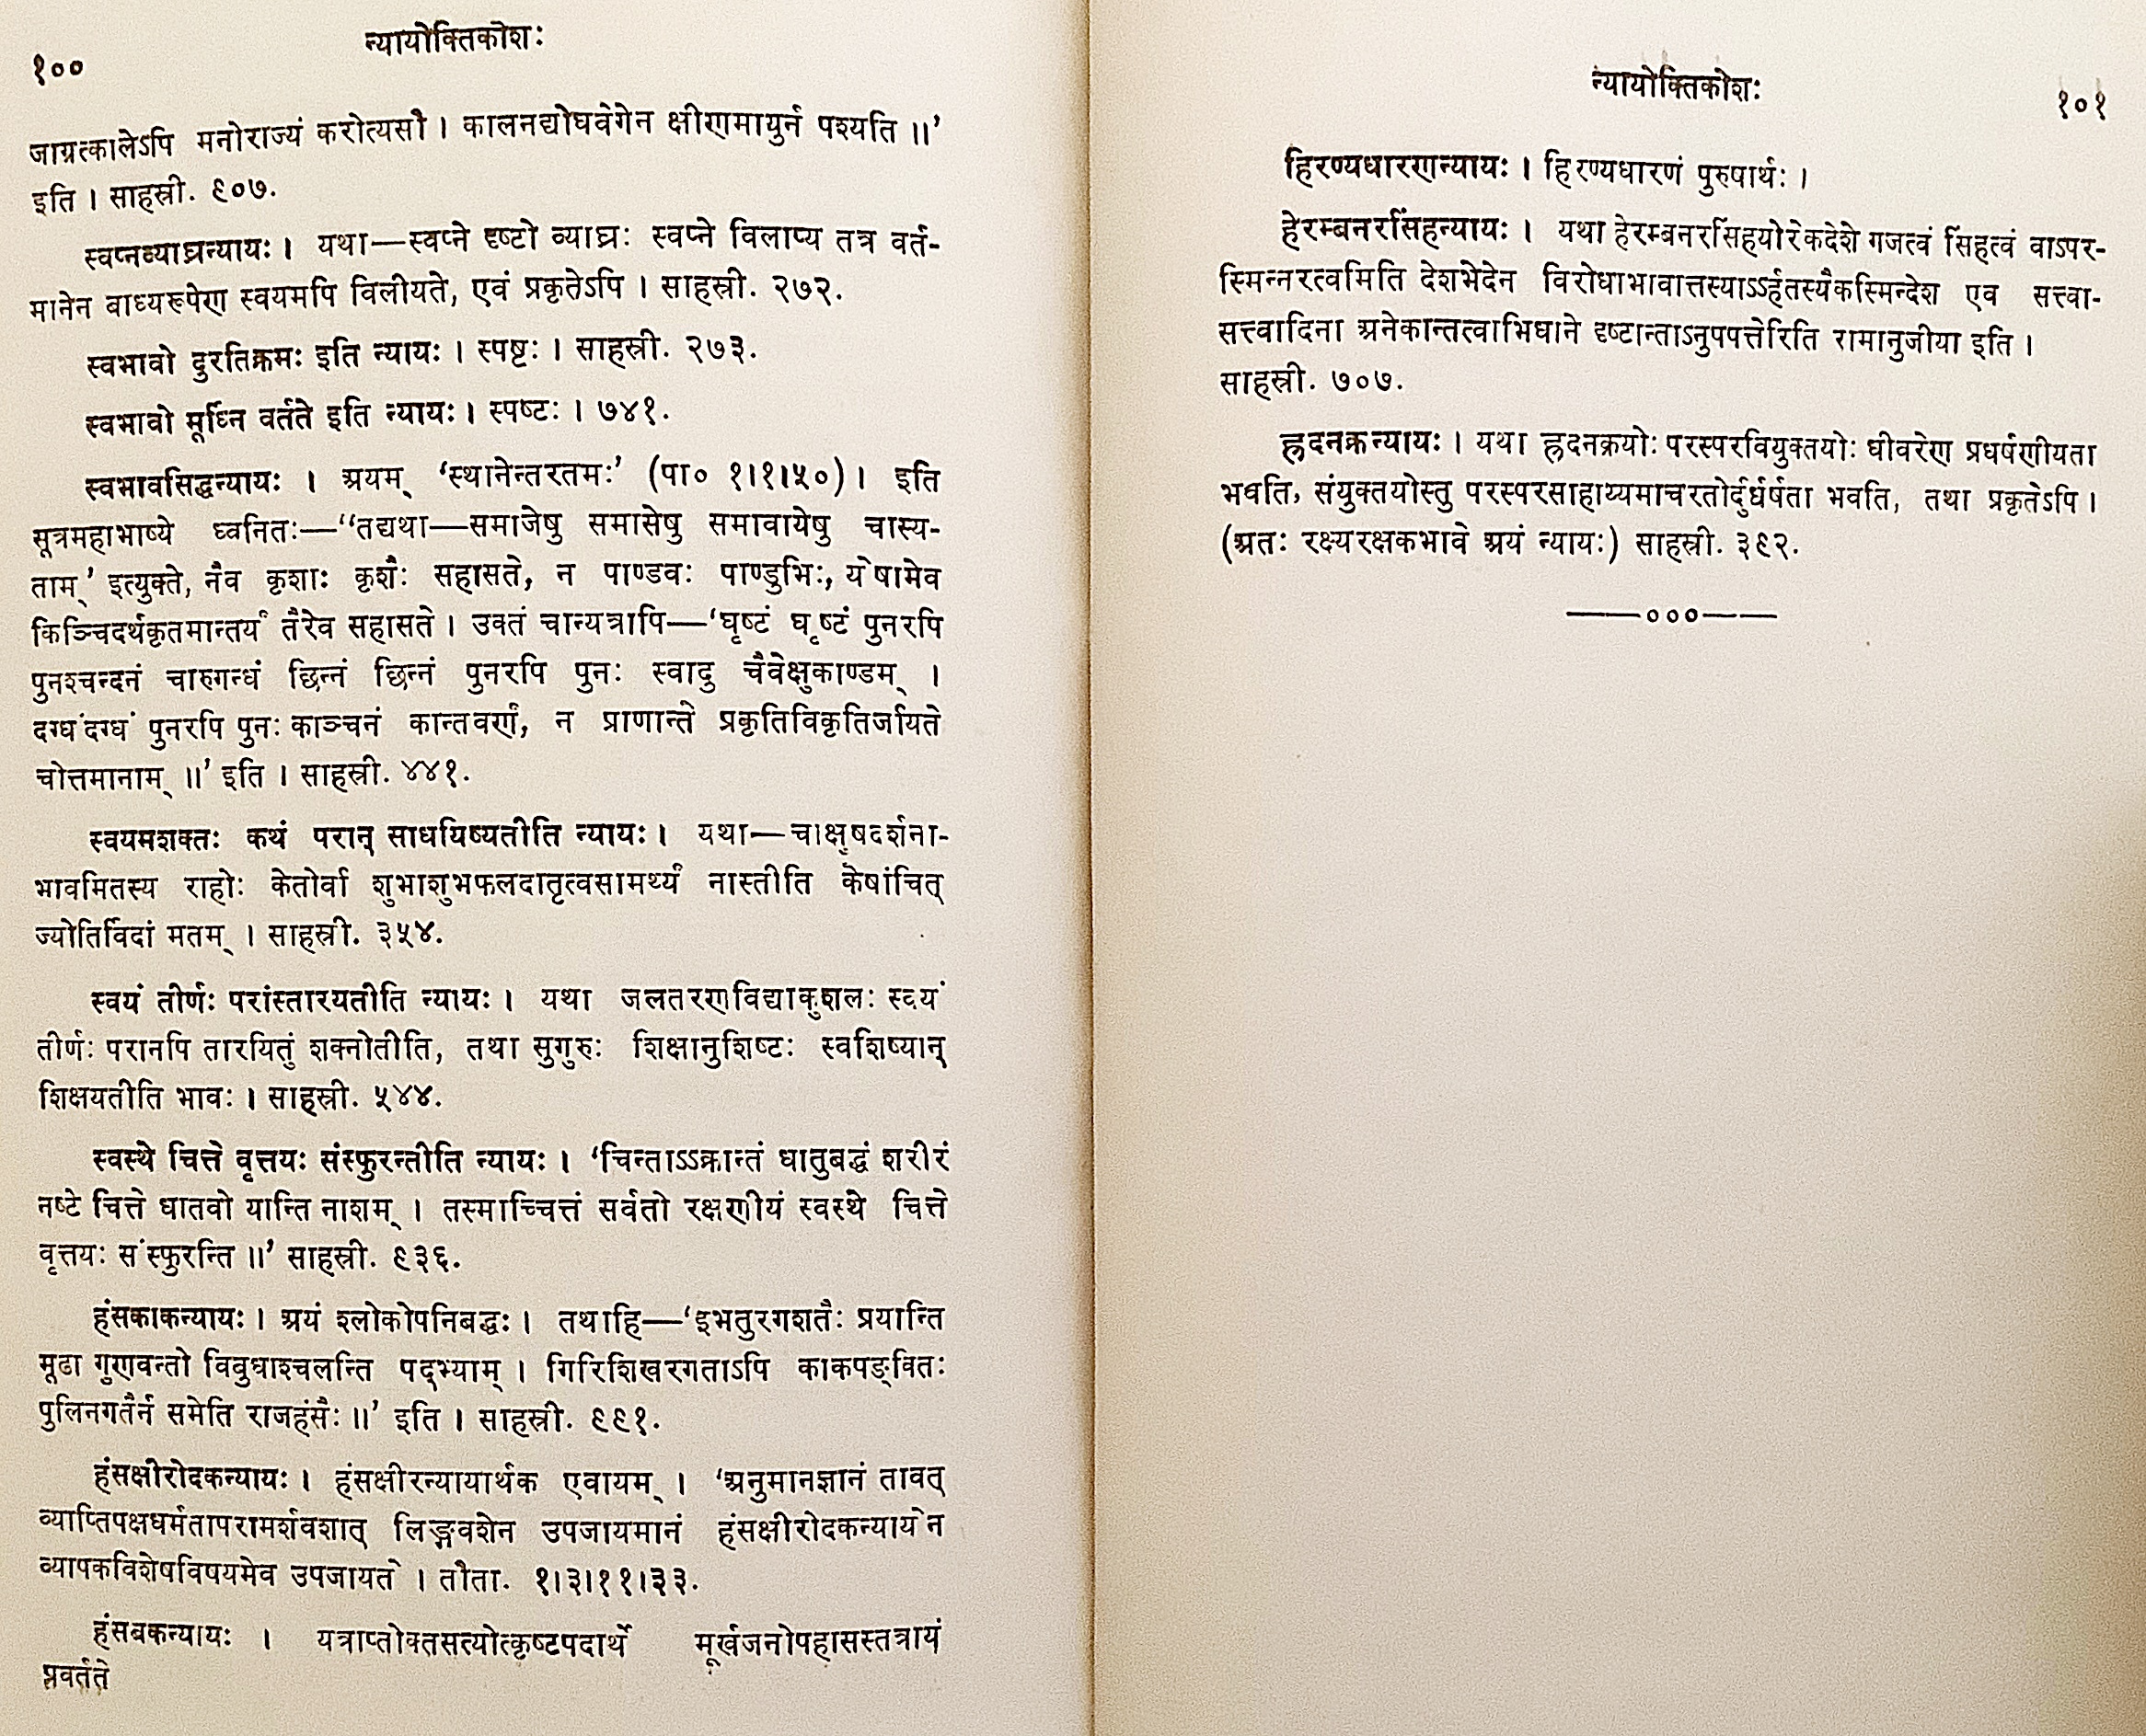 न्यायोक्तिकोशः
१००
जाग्रत्कालेऽपि मनोराज्यं करोत्यसौ । कालनद्योघवेगेन क्षीणमायुर्न पश्यति ॥’
इति । साहस्री. ९०७.
स्वप्नव्याघ्रन्यायः । यथा—स्वप्ने दृष्टो व्याघ्रः स्वप्ने विलाप्य तत्र वर्त-
मानेन वाध्यरूपेण स्वयमपि विलीयते, एवं प्रकृतेऽपि । साहस्री. २७२.
स्वभावो दुरतिक्रमः इति न्यायः । स्पष्टः । साहस्री. २७३.
स्वभावो मूर्ध्नि वर्तते इति न्यायः । स्पष्टः । ७४१.
स्वभावसिद्धन्यायः । अयम् ‘स्थानेन्तरतमः’ (पा० १।१।५०) । इति
सूत्रमहाभाष्ये ध्वनितः—“तद्यथा—समाजेषु समासेषु समावायेषु चास्य-
ताम्’ इत्युक्ते, नैव कृशाः कृशैः सहासते, न पाण्डवः पाण्डुभिः, येषामेव
किञ्चिदर्थकृतमान्तर्यं तैरेव सहासते । उक्तं चान्यत्रापि—‘घृष्टं घृष्टं पुनरपि
पुनश्चन्दनं चारुगन्धं छिन्नं छिन्नं पुनरपि पुनः स्वादु चैवेक्षुकाण्डम् ।
दग्धं दग्धं पुनरपि पुनः काञ्चनं कान्तवर्णं, न प्राणान्ते प्रकृतिविकृतिर्जायते
चोत्तमानाम् ॥’ इति । साहस्री. ४४१.
स्वयमशक्तः कथं परान् साधयिष्यतीति न्यायः । यथा—चाक्षुषदर्शना-
भावमितस्य राहोः केतोर्वा शुभाशुभफलदातृत्वसामर्थ्यं नास्तीति केषांचित्
ज्योतिर्विदां मतम् । साहस्री. ३५४.
स्वयं तीर्णः परांस्तारयतीति न्यायः । यथा जलतरणविद्याकुशलः स्वयं
तीर्णः परानपि तारयितुं शक्नोतीति, तथा सुगुरुः शिक्षानुशिष्टः स्वशिष्यान्
शिक्षयतीति भावः । साहस्री. ५४४.
स्वस्थे चित्ते वृत्तयः संस्फुरन्तीति न्यायः । ‘चिन्ताऽऽक्रान्तं धातुबद्धं शरीरं
नष्टे चित्ते धातवो यान्ति नाशम् । तस्माच्चित्तं सर्वतो रक्षणीयं स्वस्थे चित्ते
वृत्तयः संस्फुरन्ति ॥’ साहस्री. ९३६.
हंसकाकन्यायः । अयं श्लोकोपनिबद्धः । तथाहि—‘इभतुरगशतैः प्रयान्ति
मूढा गुणवन्तो विवुधाश्चलन्ति पद्भ्याम् । गिरिशिखरगताऽपि काकपङ्क्तिः
पुलिनगतैर्न समेति राजहंसैः ॥’ इति । साहस्री. ९९१.
हंसक्षीरोदकन्यायः । हंसक्षीरन्यायार्थक एवायम् । ‘अनुमानज्ञानं तावत्
व्याप्तिपक्षधर्मतापरामर्शवशात् लिङ्गवशेन उपजायमानं हंसक्षीरोदकन्यायेन
व्यापकविशेषविषयमेव उपजायते । तौता. १।३।११।३३.
हंसबकन्यायः । यत्राप्तोक्तसत्योत्कृष्टपदार्थे मूर्खजनोपहासस्तत्रायं
प्रवर्तते
न्यायोक्तिकोशः
१०१
हिरण्यधारणन्यायः । हिरण्यधारणं पुरुषार्थः ।
हेरम्बनरसिंहन्यायः । यथा हेरम्बनरसिंहयोरेकदेशे गजत्वं सिंहत्वं वाऽपर-
स्मिन्नरत्वमिति देशभेदेन विरोधाभावात्तस्याऽऽर्हतस्यैकस्मिन्देश एव सत्त्वा-
सत्त्वादिना अनेकान्तत्वाभिधाने दृष्टान्ताऽनुपपत्तेरिति रामानुजीया इति ।
साहस्री. ७०७.
ह्रदनक्रन्यायः । यथा ह्रदनक्रयोः परस्परवियुक्तयोः धीवरेण प्रधर्षणीयता
भवति, संयुक्तयोस्तु परस्परसाहाय्यमाचरतोर्दुर्धर्षता भवति, तथा प्रकृतेऽपि ।
(अतः रक्ष्यरक्षकभावे अयं न्यायः) साहस्री. ३९२.
——०००——